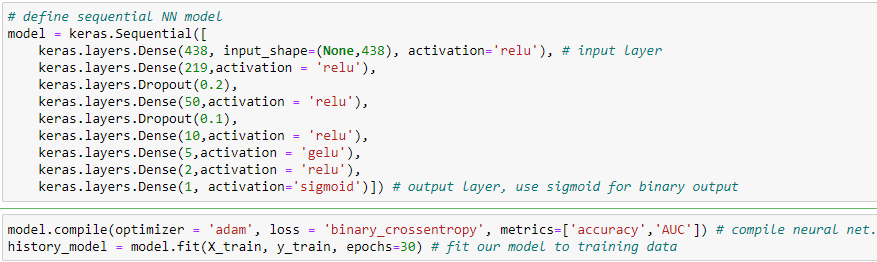 # define sequential NN model
model = keras.Sequential([
    keras.layers.Dense(438, input_shape=(None,438), activation='relu'), # input layer
    keras.layers.Dense(219,activation = 'relu'),
    keras.layers.Dropout(0.2),
    keras.layers.Dense(50,activation = 'relu'),
    keras.layers.Dropout(0.1),
    keras.layers.Dense(10,activation = 'relu'),
    keras.layers.Dense(5,activation = 'gelu'),
    keras.layers.Dense(2,activation = 'relu'),
    keras.layers.Dense(1, activation='sigmoid')]) # output layer, use sigmoid for binary output
model.compile(optimizer = 'adam', loss = 'binary_crossentropy', metrics=['accuracy','AUC']) # compile neural net.
history_model = model.fit(X_train, y_train, epochs=30) # fit our model to training data